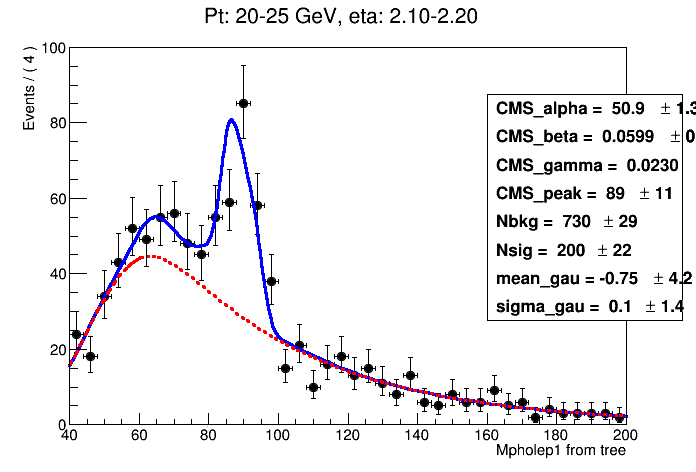 Pt: 20-25 GeV, eta: 2.10-2.20
Events / ( 4 )
100
80
60
40
20
0
CMS_alpha = 50.9 ± 1.3
CMS_beta = 0.0599 ± 0
CMS_gamma = 0.0230
CMS_peak = 89 ± 11
Nbkg = 730 ± 29
Nsig = 200 ± 22
mean_gau = -0.75 ± 4.2
sigma_gau = 0.1 ± 1.4
40 60 80 100 120 140 160 180 200
Mpholep1 from tree